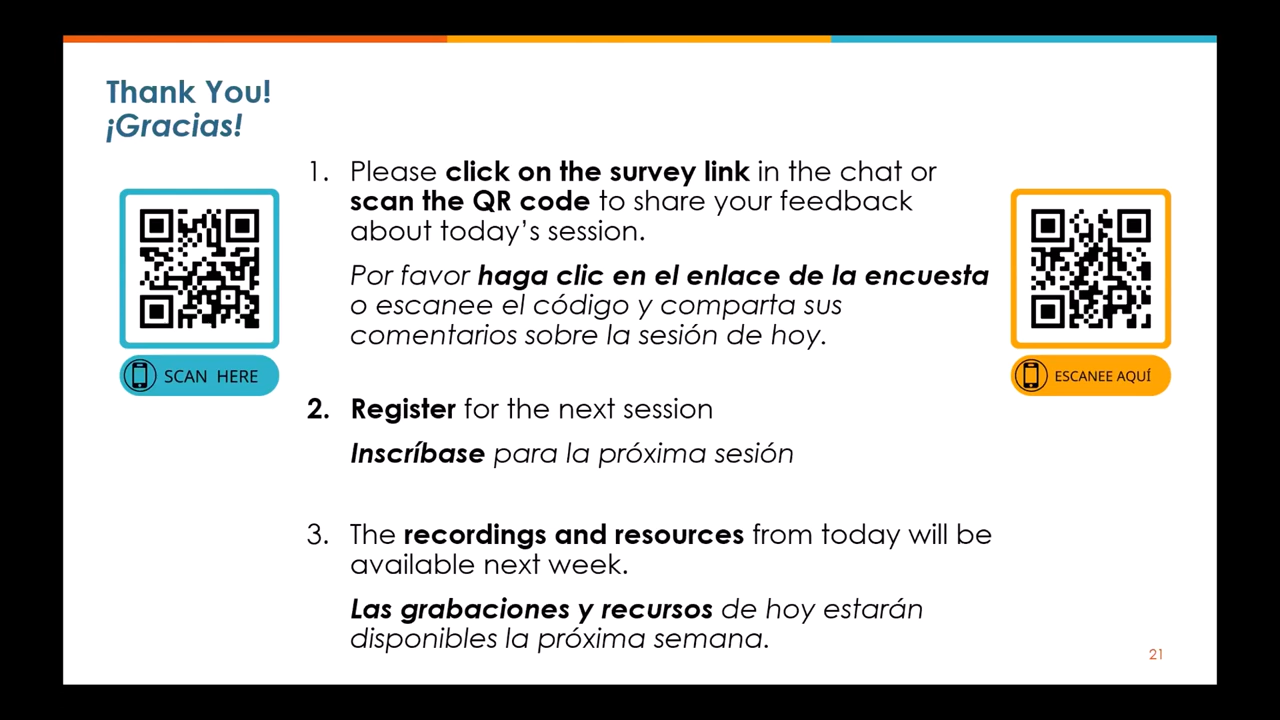 Thank You!
¡Gracias!
1. Please click on the survey link in the chat or
scan the QR code to share your feedback
about today’s session.
Por favor haga clic en el enlace de la encuesta
o escanee el código y comparta sus
comentarios sobre la sesión de hoy.
SCAN HERE
ESCANEE AQUÍ
2. Register for the next session
Inscríbase para la próxima sesión
3. The recordings and resources from today will be
available next week.
Las grabaciones y recursos de hoy estarán
disponibles la próxima semana.
21